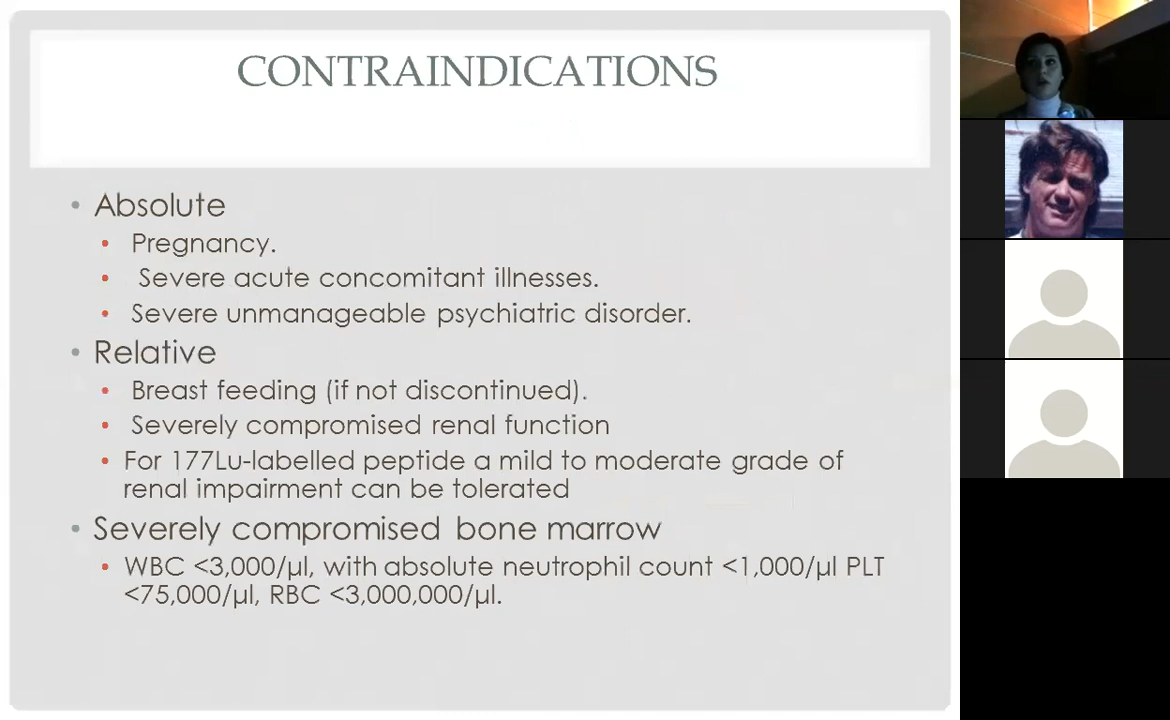 CONTRAINDICATIONS
• Absolute
• Pregnancy.
• Severe acute concomitant illnesses.
• Severe unmanageable psychiatric disorder.
• Relative
• Breast feeding (if not discontinued).
• Severely compromised renal function
• For 177Lu-labelled peptide a mild to moderate grade of
renal impairment can be tolerated
• Severely compromised bone marrow
• WBC <3,000/µl, with absolute neutrophil count <1,000/µl PLT
<75,000/µl, RBC <3,000,000/µl.